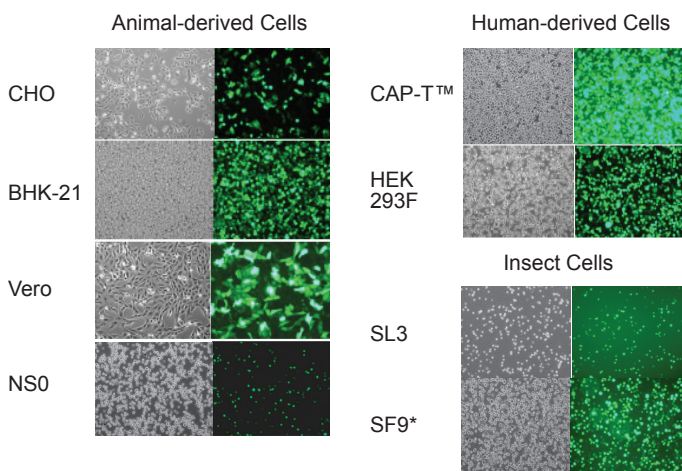 Animal-derived Cells
CHO
BHK-21
Vero
NS0
Human-derived Cells
CAP-T™
HEK
293F
Insect Cells
SL3
SF9*